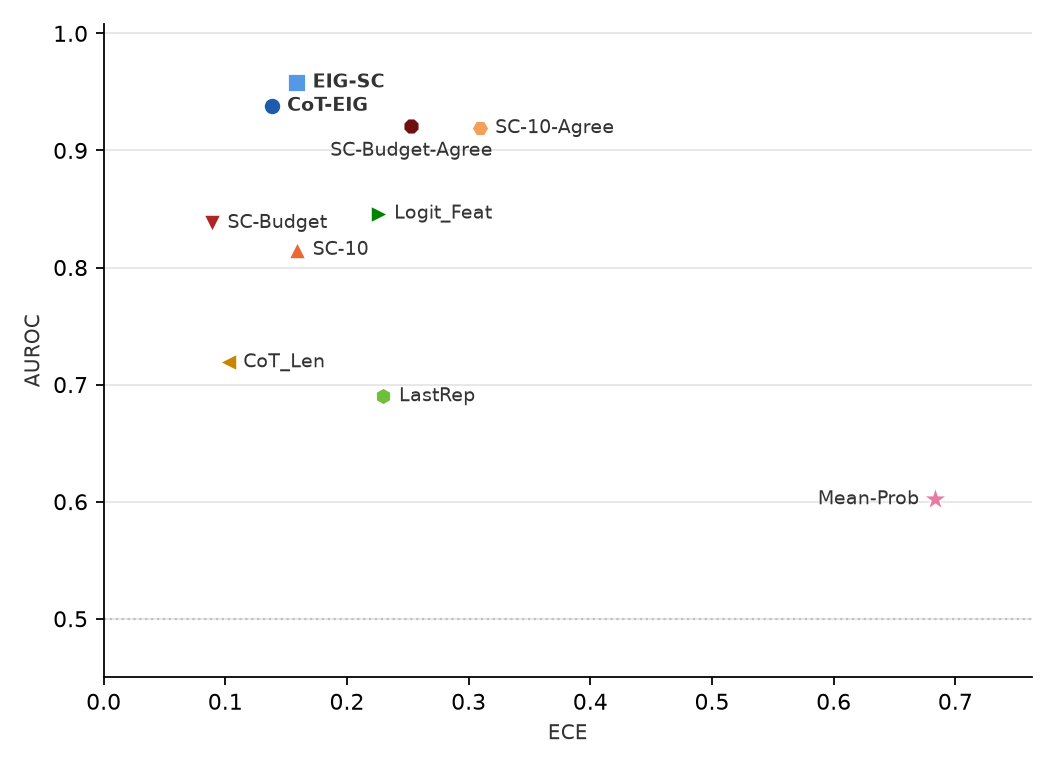 1.0
EIG-SC
CoT-EIG
SC-10-Agree
0.9
SC-Budget-Agree
Logit_Feat
SC-Budget
SC-10
0.8
AUROC
CoT_Len
0.7
LastRep
Mean-Prob
0.6
0.5
0.0 0.1 0.2 0.3 0.4 0.5 0.6 0.7
ECE